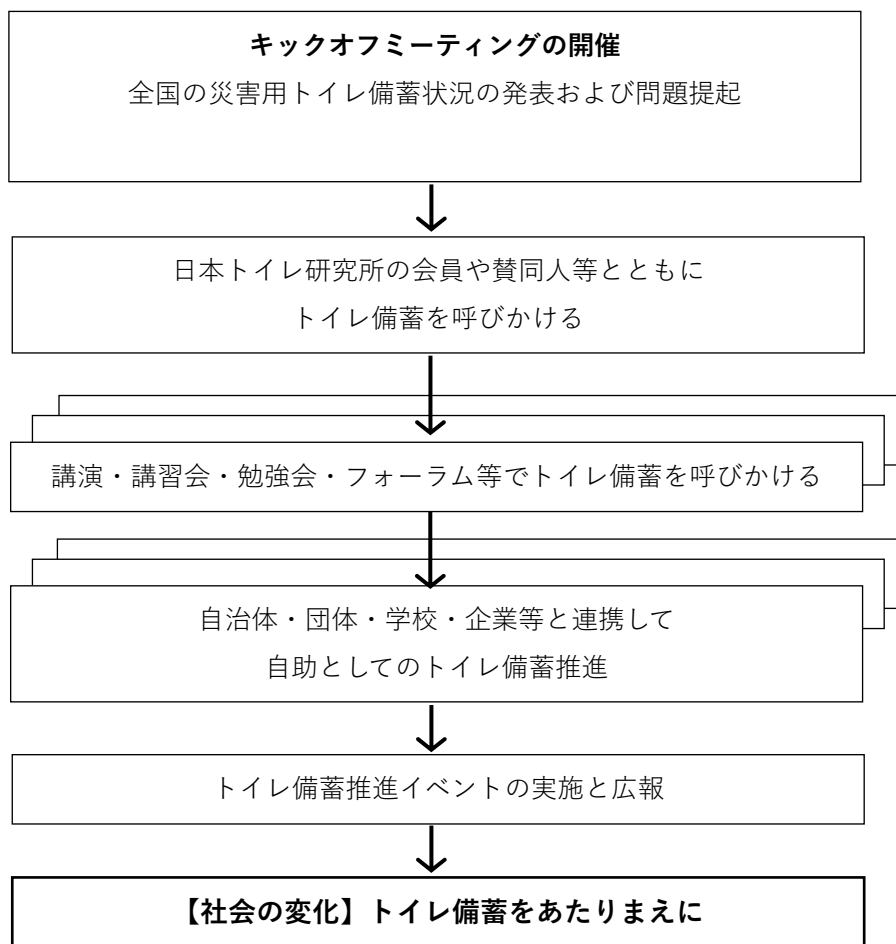 キックオフミーティングの開催
全国の災害用トイレ備蓄状況の発表および問題提起
日本トイレ研究所の会員や賛同人等とともに
トイレ備蓄を呼びかける
講演・講習会・勉強会・フォーラム等でトイレ備蓄を呼びかける
自治体・団体・学校・企業等と連携して
自助としてのトイレ備蓄推進
トイレ備蓄推進イベントの実施と広報
【社会の変化】トイレ備蓄をあたりまえに